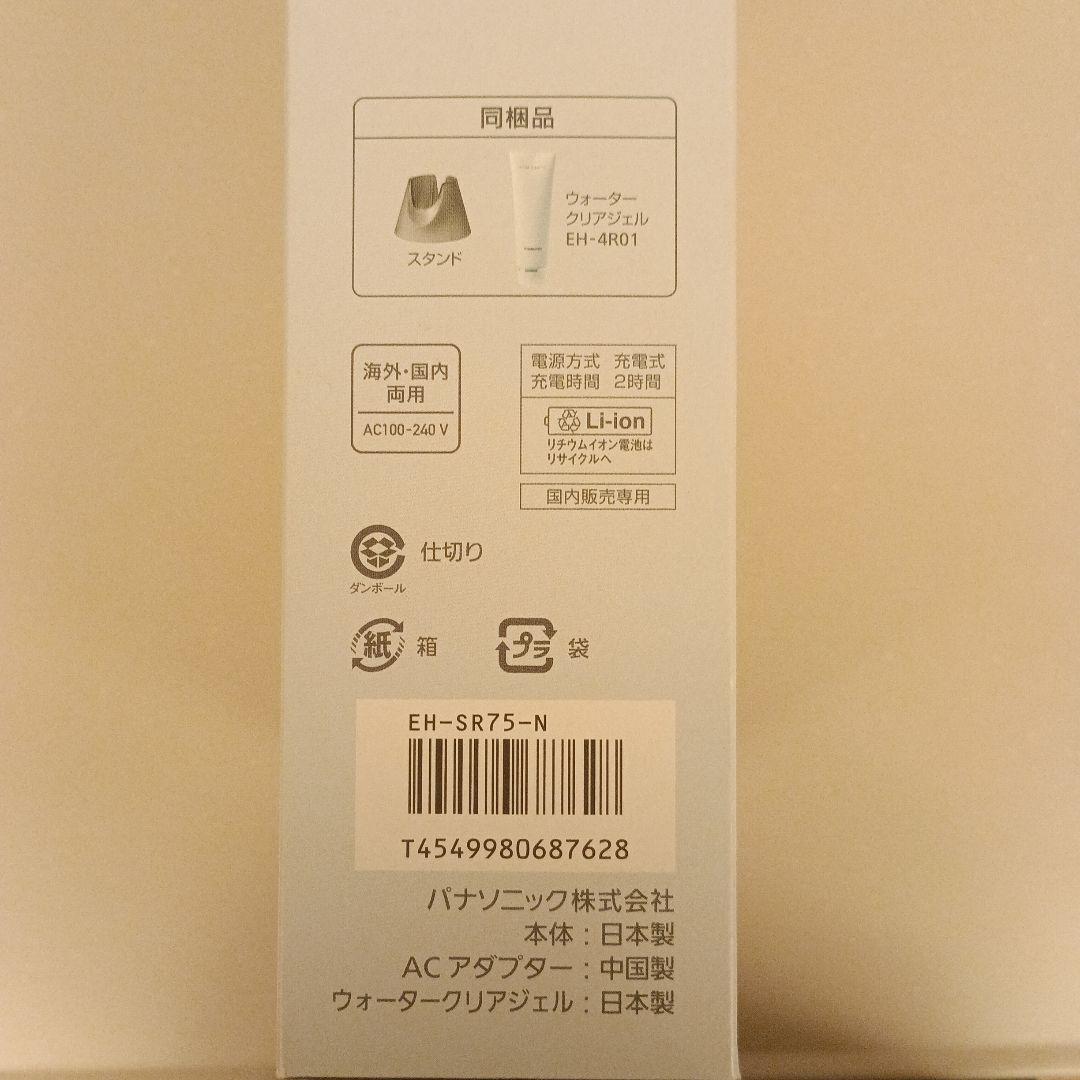 同梱品
スタンド
ウォーター
クリアジェル
EH-4R01
海外・国内
両用
AC100-240 V
電源方式 充電式
充電時間 2時間
Li-ion
リチウムイオン電池は
リサイクルへ
国内販売専用
仕切り
ダンボール
紙 箱
プラ 袋
EH-SR75-N
T4549980687628
パナソニック株式会社
本体：日本製
ACアダプター：中国製
ウォータークリアジェル：日本製